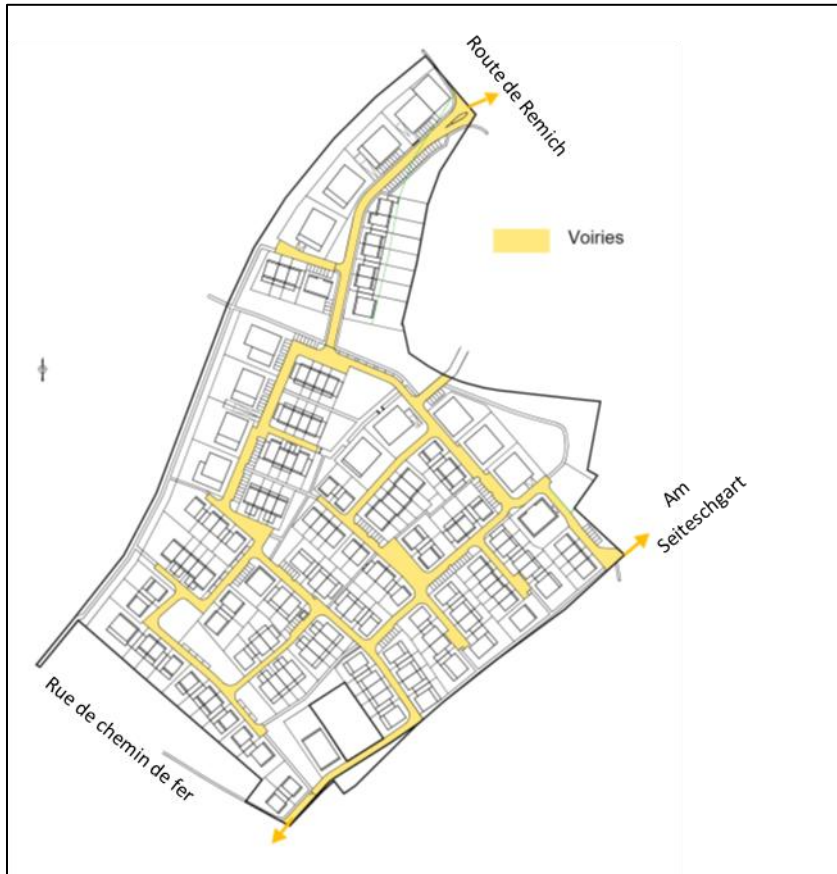 Route de Remich
Voiries
Am
Seiteschgart
Rue de chemin de fer